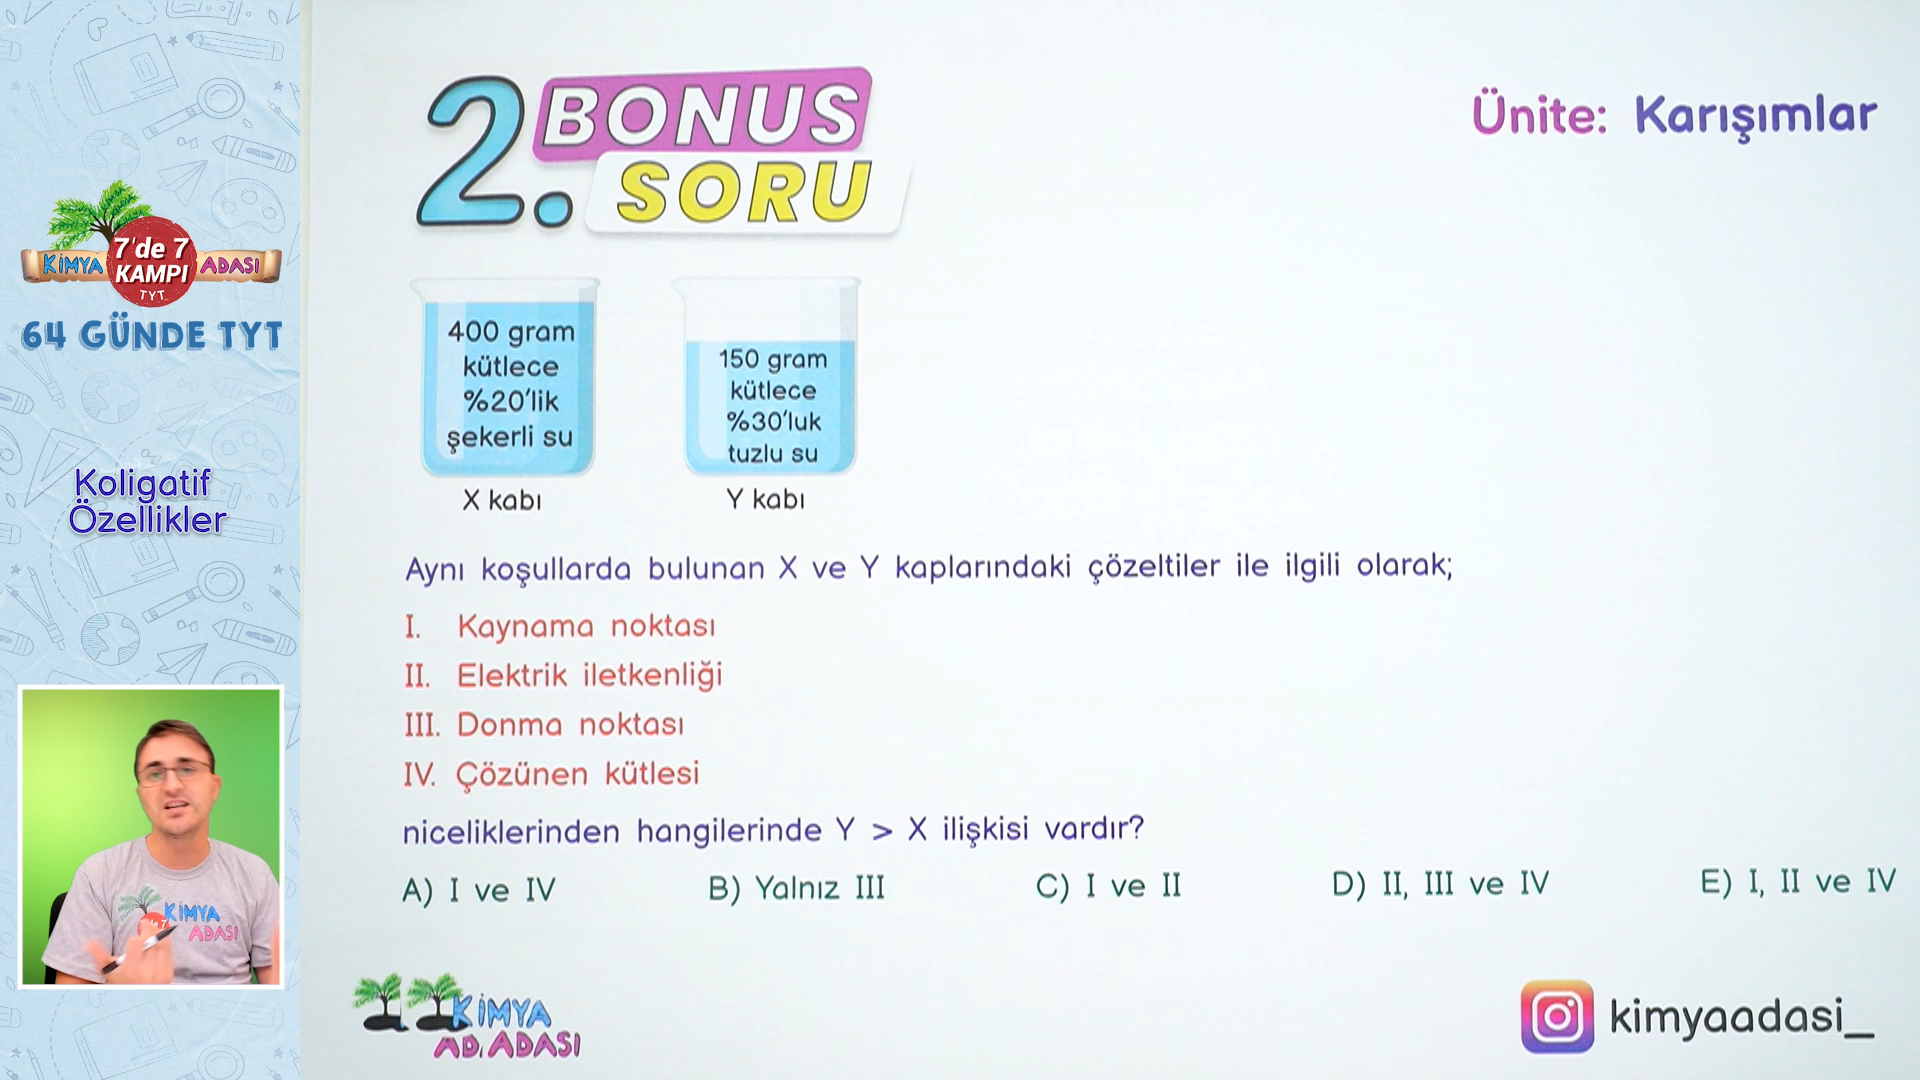 2. BONUS
SORU
Ünite: Karışımlar
7'de 7
KİMYA KAMPI ADASI
TYT
64 GÜNDE TYT
Koligatif
Özellikler
400 gram
kütlece
%20'lik
şekerli su
X kabı
150 gram
kütlece
%30'luk
tuzlu su
Y kabı
Aynı koşullarda bulunan X ve Y kaplarındaki çözeltiler ile ilgili olarak;
I. Kaynama noktası
II. Elektrik iletkenliği
III. Donma noktası
IV. Çözünen kütlesi
niceliklerinden hangilerinde Y > X ilişkisi vardır?
A) I ve IV
B) Yalnız III
C) I ve II
D) II, III ve IV
E) I, II ve IV
KİMYA
ADASI
KİMYA
ADASI
kimyaadasi_